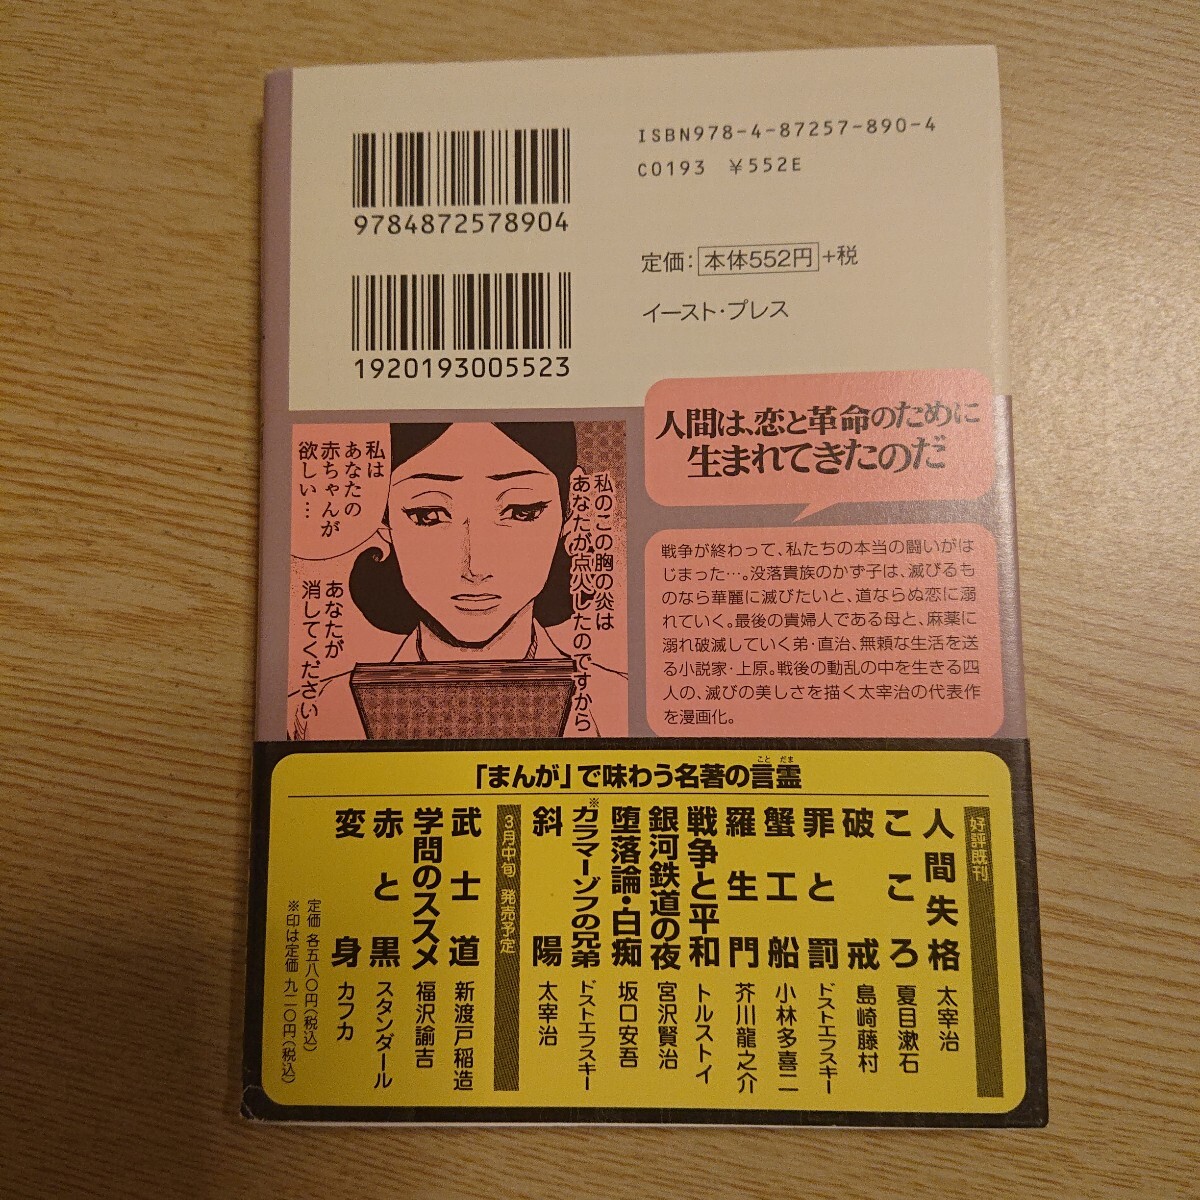 ISBN978-4-87257-890-4
C0193 ￥552E
9784872578904
1920193005523
定価：本体552円+税
イースト・プレス
人間は、恋と革命のために
生まれてきたのだ
私は
あなたの
赤ちゃんが
欲しい…
私のこの胸の炎は
あなたが点火したのですから
あなたが
消してください
戦争が終わって、私たちの本当の闘いがは
じまった…。没落貴族のかず子は、滅びるも
のなら華麗に滅びたいと、道ならぬ恋に溺
れていく。最後の貴婦人である母と、麻薬に
溺れ破滅していく弟・直治、無頼な生活を送
る小説家・上原。戦後の動乱の中を生きる四
人の、滅びの美しさを描く太宰治の代表作
を漫画化。
「まんが」で味わう名著の言霊
こと だま
好評既刊
人間失格 太宰治
こころ 夏目漱石
破戒 島崎藤村
罪と罰 ドストエフスキー
蟹工船 小林多喜二
羅生門 芥川龍之介
戦争と平和 トルストイ
銀河鉄道の夜 宮沢賢治
堕落論・白痴 坂口安吾
※カラマーゾフの兄弟 ドストエフスキー
斜陽 太宰治
3月中旬 発売予定
武士道 新渡戸稲造
学問のススメ 福沢諭吉
赤と黒 スタンダール
変身 カフカ
定価 各五八〇円（税込）
※印は定価 九二〇円（税込）